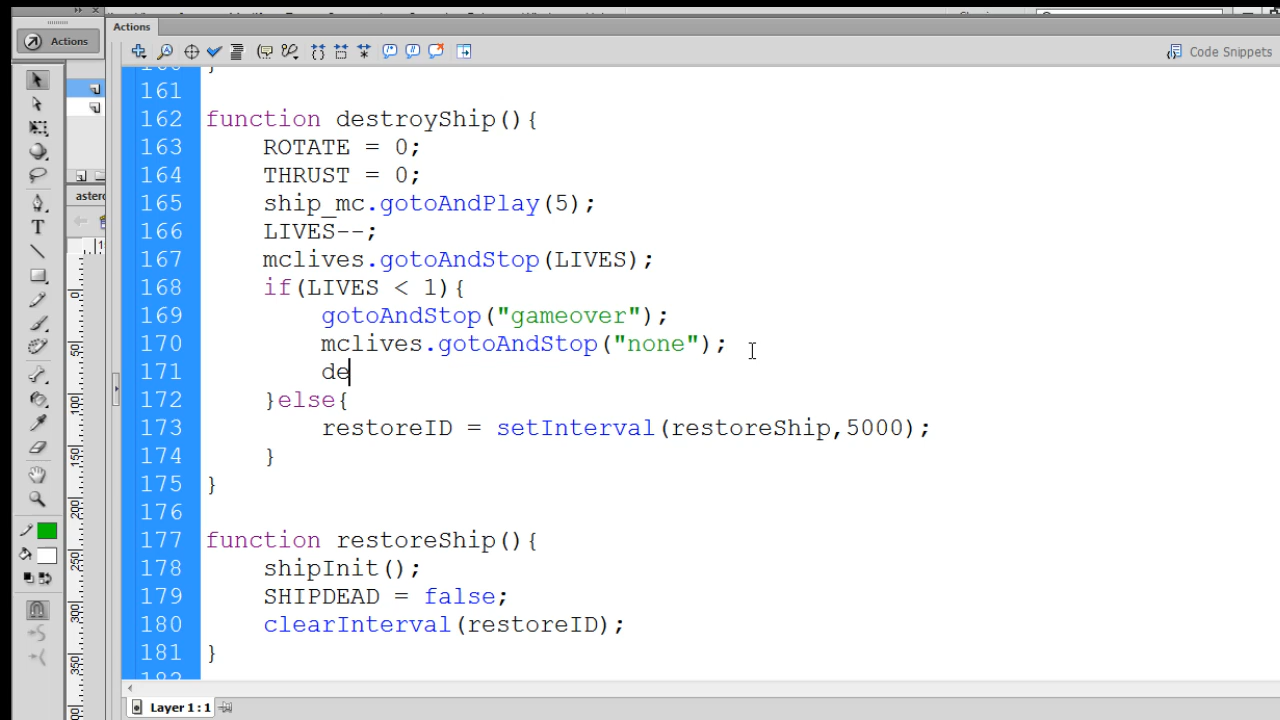 Actions
Actions
Code Snippets
161
162 function destroyShip(){
163 ROTATE = 0;
164 THRUST = 0;
165 ship_mc.gotoAndPlay(5);
166 LIVES--;
167 mclives.gotoAndStop(LIVES);
168 if(LIVES < 1){
169 gotoAndStop("gameover");
170 mclives.gotoAndStop("none");
171 de
172 }else{
173 restoreID = setInterval(restoreShip,5000);
174 }
175 }
176
177 function restoreShip(){
178 shipInit();
179 SHIPDEAD = false;
180 clearInterval(restoreID);
181 }
Layer 1 : 1